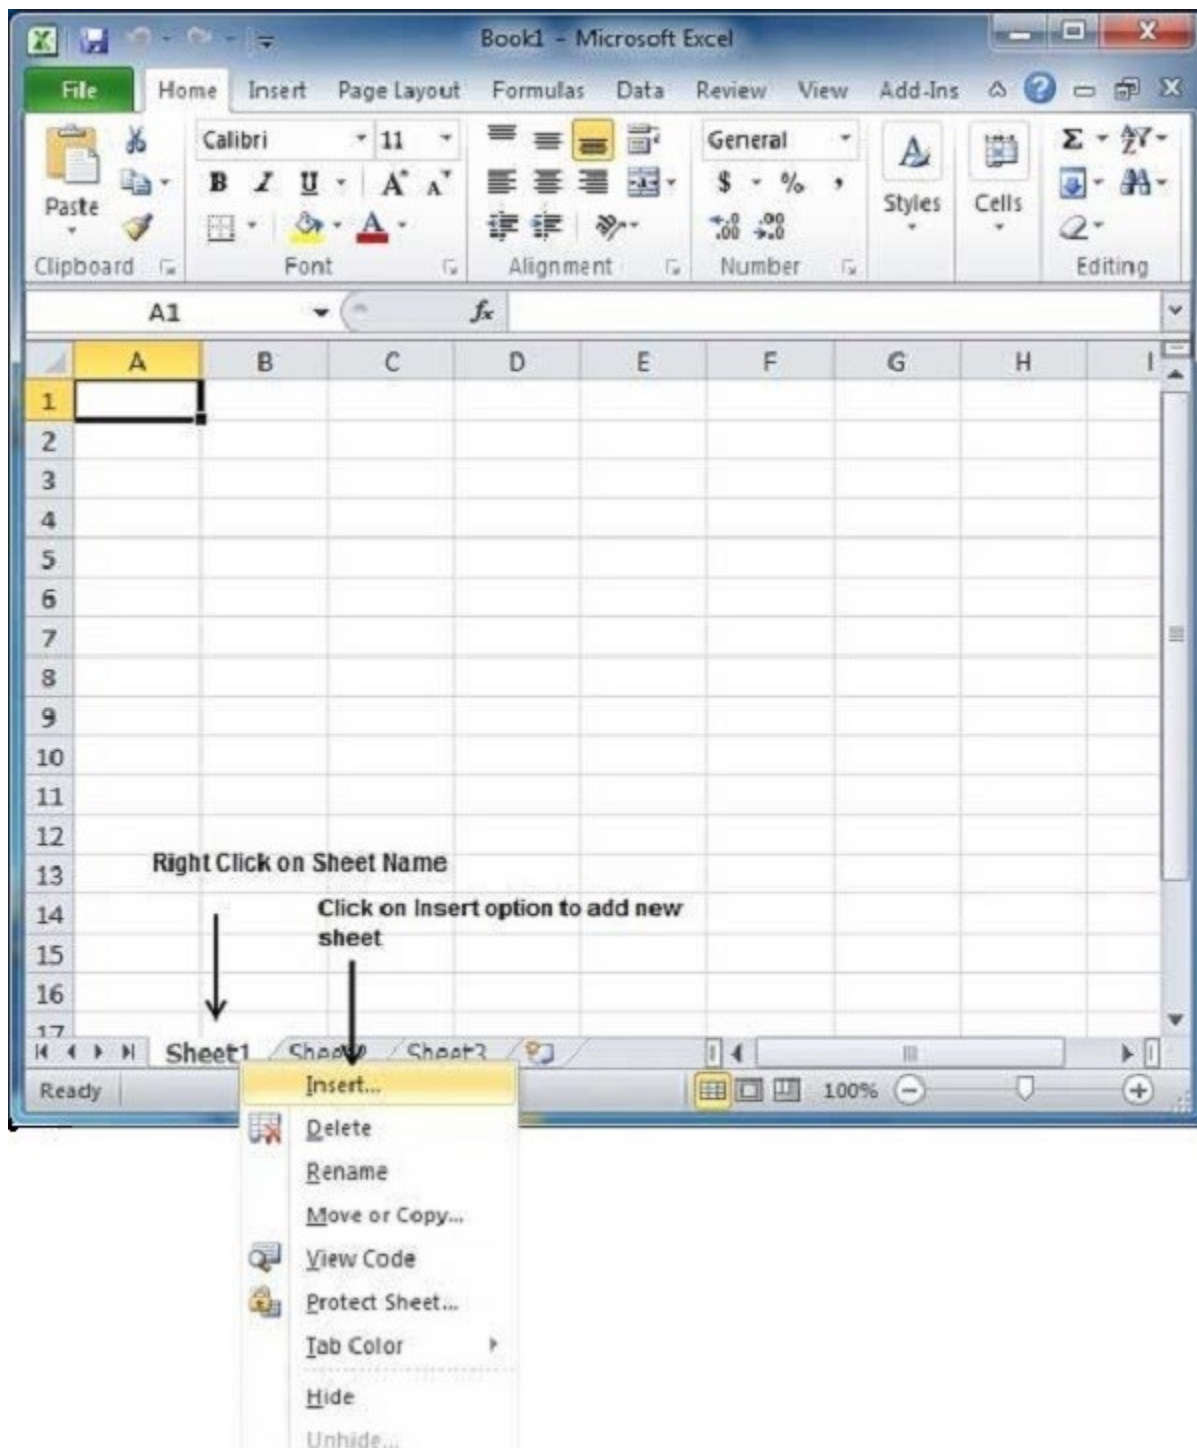 Book1 - Microsoft Excel
File Home Insert Page Layout Formulas Data Review View Add-Ins
Calibri 11 General
B I U A A $ % ,
Paste Styles Cells
Clipboard Font Alignment Number Editing
A1 fx
A B C D E F G H I
1
2
3
4
5
6
7
8
9
10
11
12
Right Click on Sheet Name
13
Click on Insert option to add new
14
sheet
15
16
17
Sheet1 Sheet3
Ready 100%
Insert...
Delete
Rename
Move or Copy...
View Code
Protect Sheet...
Tab Color
Hide
Unhide...